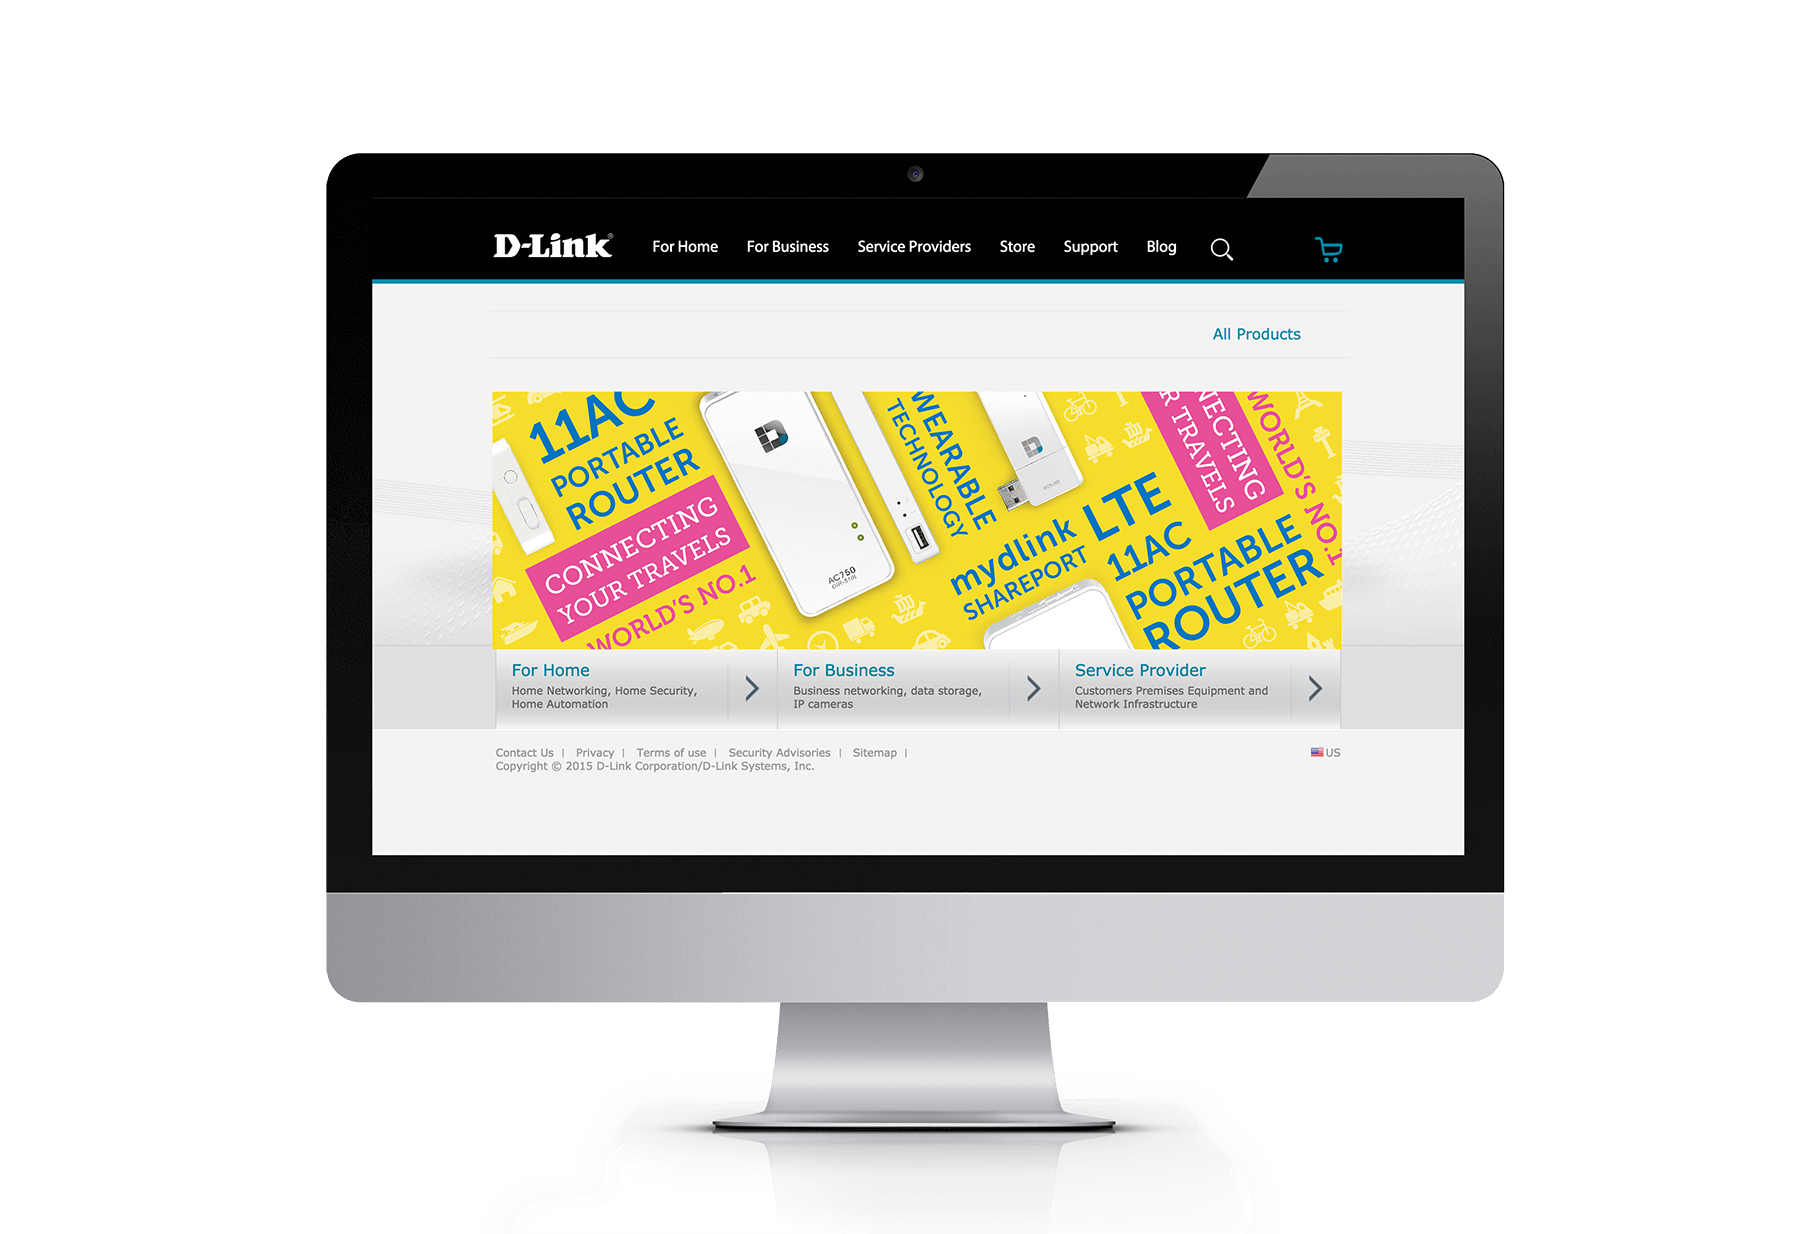 D-Link®
For Home
For Business
Service Providers
Store
Support
Blog
All Products
11AC
PORTABLE
ROUTER
CONNECTING
YOUR TRAVELS
WORLD'S NO.1
AC750
DIR-510L
WEARABLE
TECHNOLOGY
mydlink
SHAREPORT
LTE
11AC
PORTABLE
ROUTER
NECTING
R TRAVELS
WORLD'S NO.1
For Home
Home Networking, Home Security,
Home Automation
For Business
Business networking, data storage,
IP cameras
Service Provider
Customers Premises Equipment and
Network Infrastructure
Contact Us | Privacy | Terms of use | Security Advisories | Sitemap |
US
Copyright © 2015 D-Link Corporation/D-Link Systems, Inc.